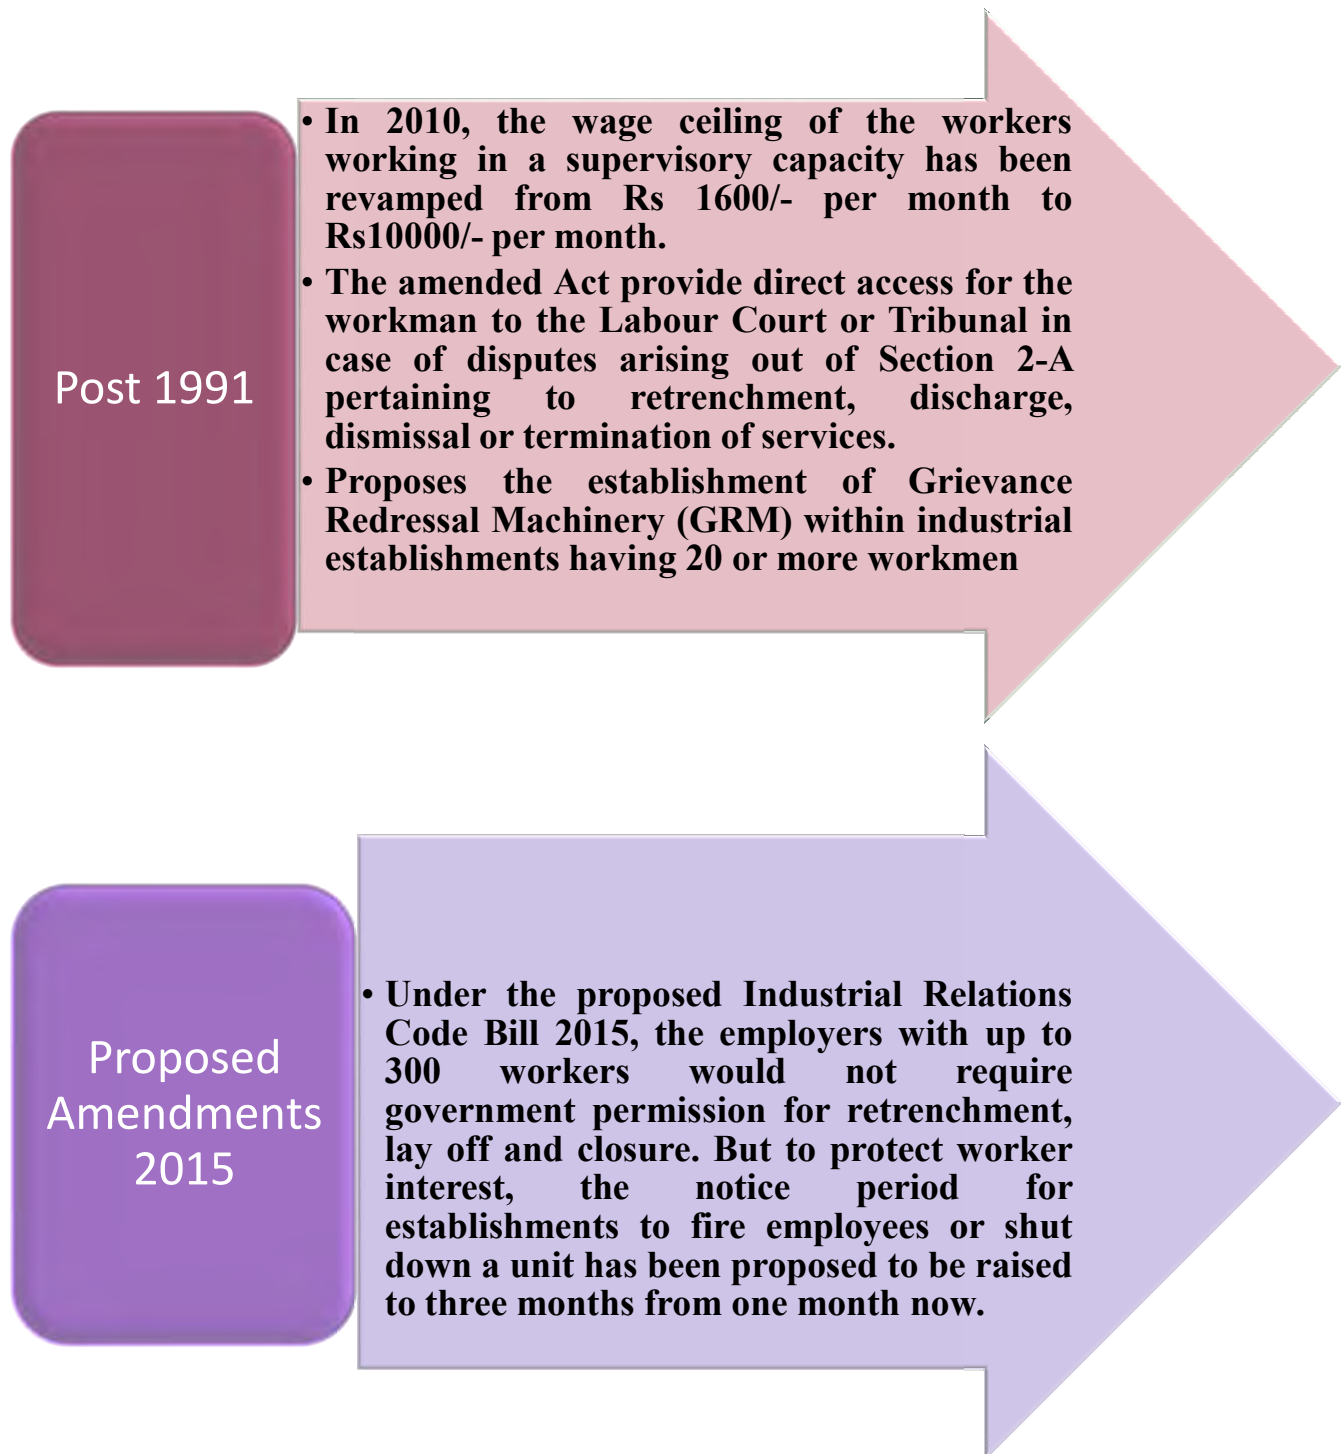 Post 1991
• In 2010, the wage ceiling of the workers
working in a supervisory capacity has been
revamped from Rs 1600/- per month to
Rs10000/- per month.
• The amended Act provide direct access for the
workman to the Labour Court or Tribunal in
case of disputes arising out of Section 2-A
pertaining to retrenchment, discharge,
dismissal or termination of services.
• Proposes the establishment of Grievance
Redressal Machinery (GRM) within industrial
establishments having 20 or more workmen
Proposed
Amendments
2015
• Under the proposed Industrial Relations
Code Bill 2015, the employers with up to
300 workers would not require
government permission for retrenchment,
lay off and closure. But to protect worker
interest, the notice period for
establishments to fire employees or shut
down a unit has been proposed to be raised
to three months from one month now.